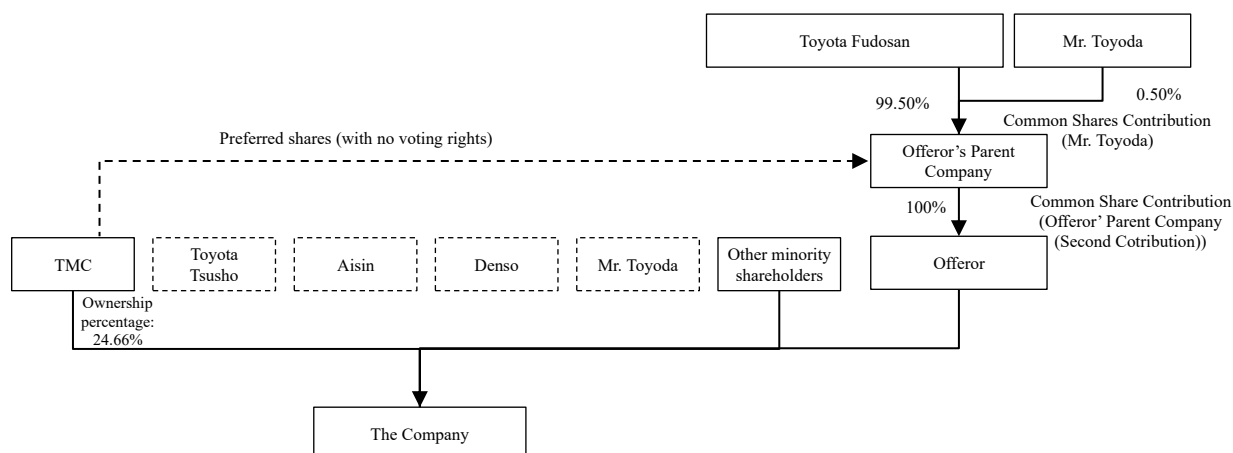 Toyota Fudosan
Mr. Toyoda
99.50%
0.50%
Common Shares Contribution
(Mr. Toyoda)
Preferred shares (with no voting rights)
Offeror's Parent
Company
100%
Common Share Contribution
(Offeror' Parent Company
(Second Cotribution))
TMC
Toyota
Tsusho
Aisin
Denso
Mr. Toyoda
Other minority
shareholders
Offeror
Ownership
percentage:
24.66%
The Company